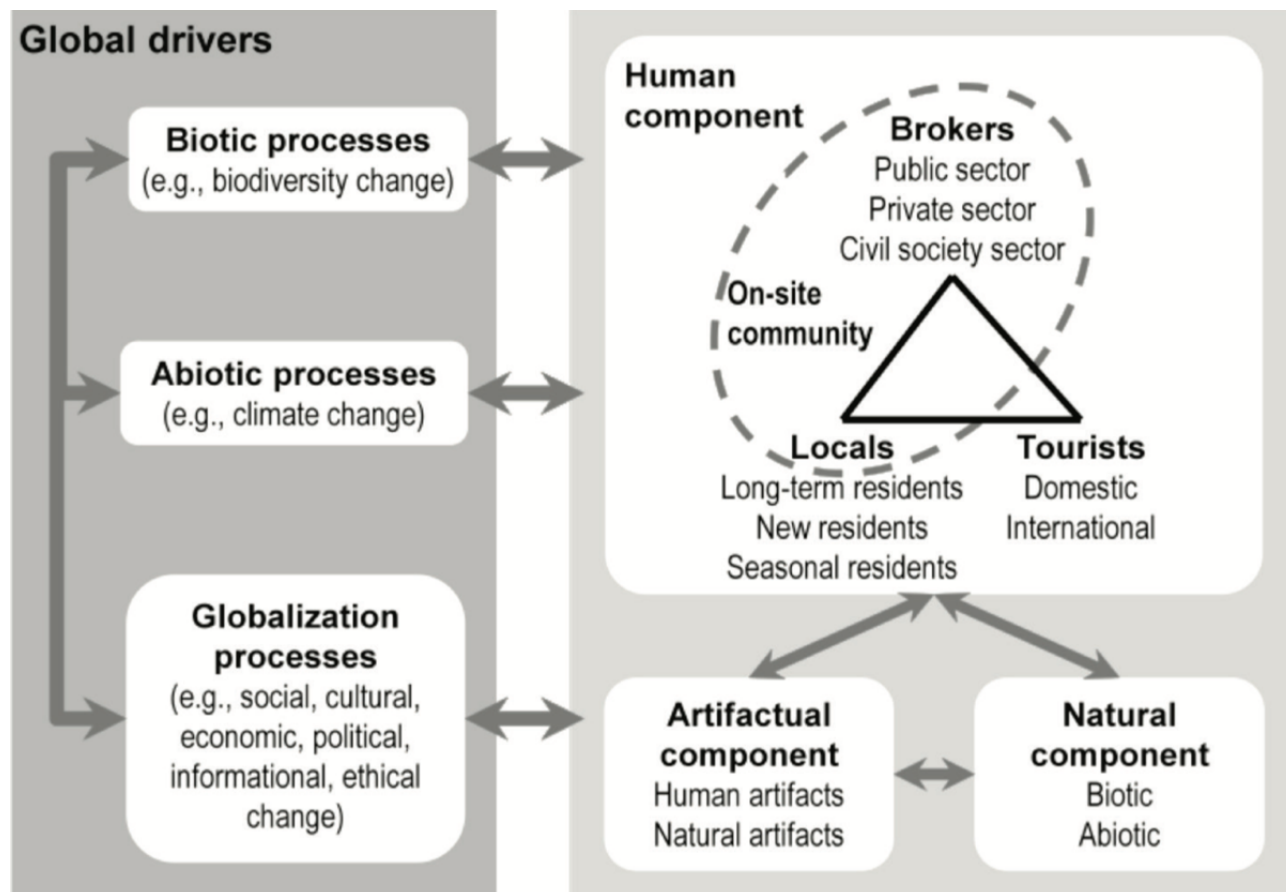 Global drivers
Biotic processes
(e.g., biodiversity change)
Abiotic processes
(e.g., climate change)
Globalization
processes
(e.g., social, cultural,
economic, political,
informational, ethical
change)
Human
component
Brokers
Public sector
Private sector
Civil society sector
On-site
community
Locals
Long-term residents
New residents
Seasonal residents
Tourists
Domestic
International
Artifactual
component
Human artifacts
Natural artifacts
Natural
component
Biotic
Abiotic